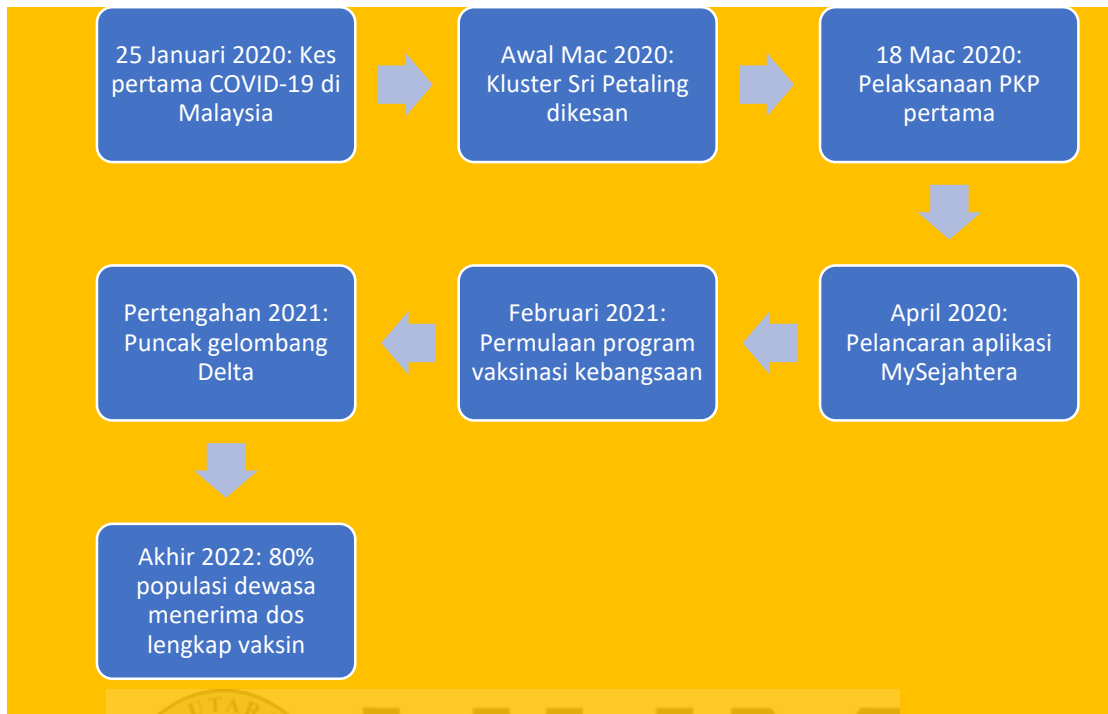 25 Januari 2020: Kes
pertama COVID-19 di
Malaysia
Awal Mac 2020:
Kluster Sri Petaling
dikesan
18 Mac 2020:
Pelaksanaan PKP
pertama
April 2020:
Pelancaran aplikasi
MySejahtera
Februari 2021:
Permulaan program
vaksinasi kebangsaan
Pertengahan 2021:
Puncak gelombang
Delta
Akhir 2022: 80%
populasi dewasa
menerima dos
lengkap vaksin
UTAR